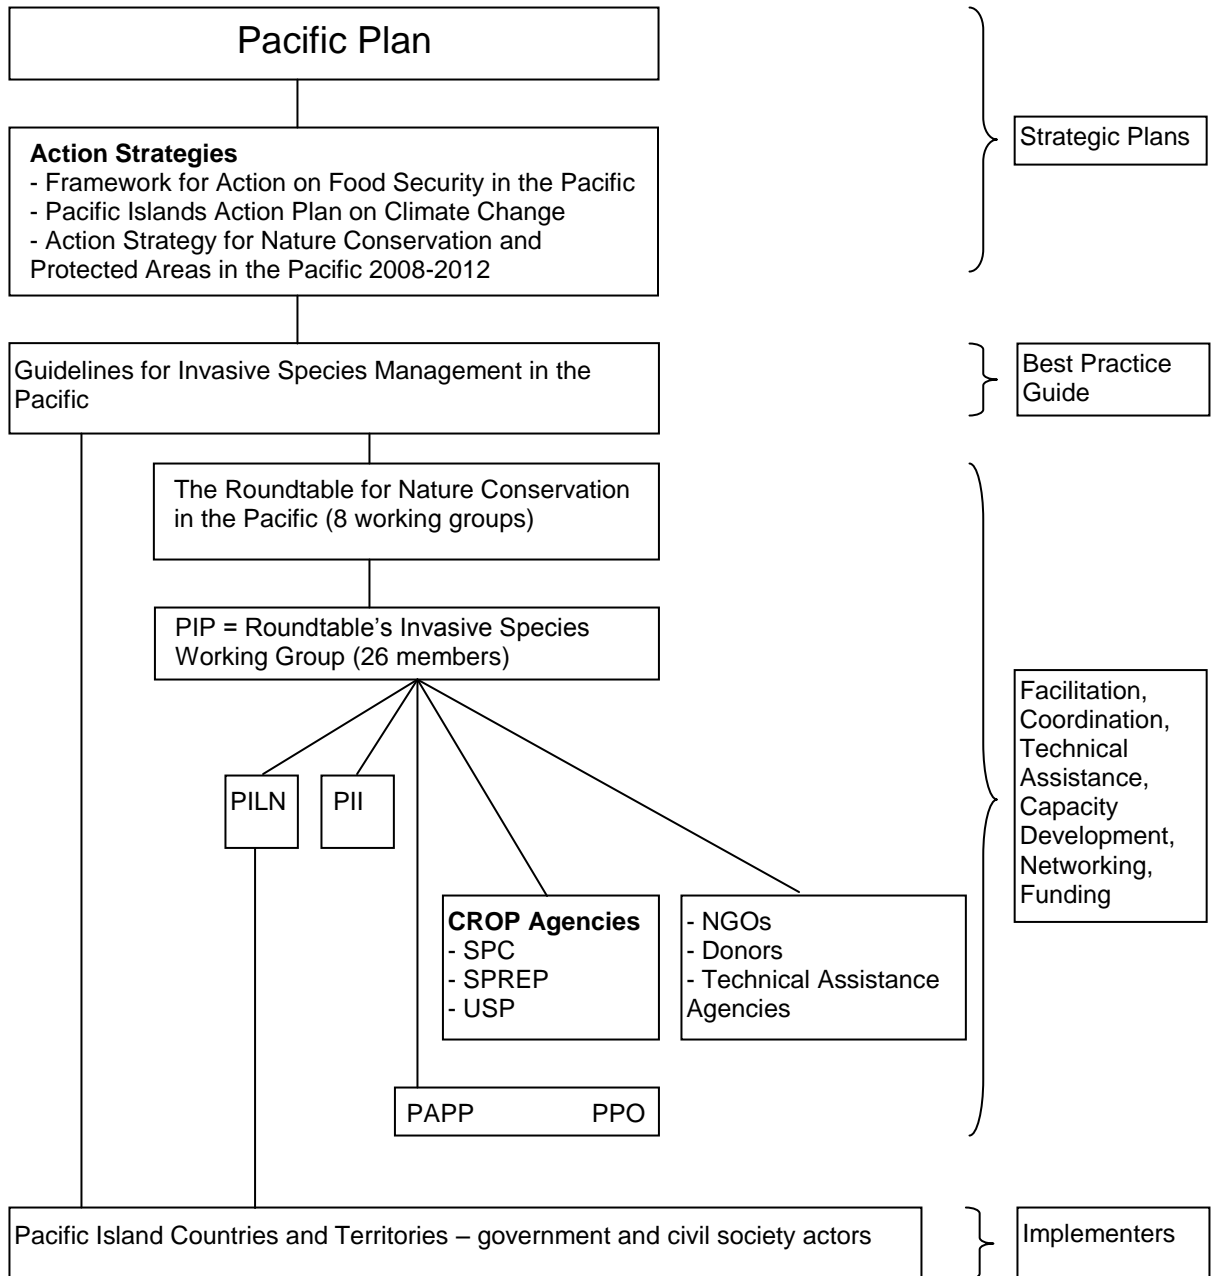 Pacific Plan
Action Strategies
- Framework for Action on Food Security in the Pacific
- Pacific Islands Action Plan on Climate Change
- Action Strategy for Nature Conservation and
Protected Areas in the Pacific 2008-2012
Strategic Plans
Guidelines for Invasive Species Management in the
Pacific
Best Practice
Guide
The Roundtable for Nature Conservation
in the Pacific (8 working groups)
PIP = Roundtable's Invasive Species
Working Group (26 members)
PILN
PII
CROP Agencies
- SPC
- SPREP
- USP
- NGOs
- Donors
- Technical Assistance
Agencies
PAPP PPO
Facilitation,
Coordination,
Technical
Assistance,
Capacity
Development,
Networking,
Funding
Pacific Island Countries and Territories – government and civil society actors
Implementers